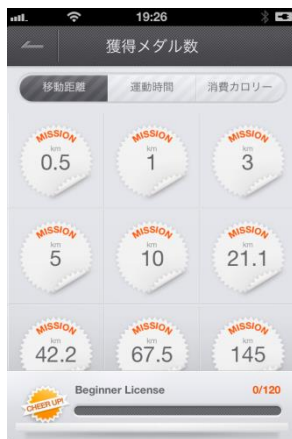 19:26
獲得メダル数
移動距離 運動時間 消費カロリー
MISSION MISSION MISSION
km km km
0.5 1 3
MISSION MISSION MISSION
km km km
5 10 21.1
MISSION MISSION MISSION
km km km
42.2 67.5 145
CHEER UP!
Beginner License 0/120